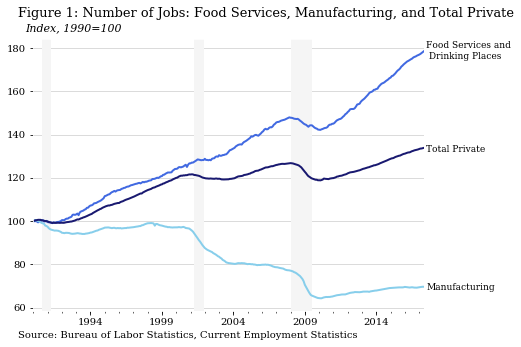 Figure 1: Number of Jobs: Food Services, Manufacturing, and Total Private
Index, 1990=100
180
160
140
120
100
80
60
Food Services and
Drinking Places
Total Private
Manufacturing
1994 1999 2004 2009 2014
Source: Bureau of Labor Statistics, Current Employment Statistics